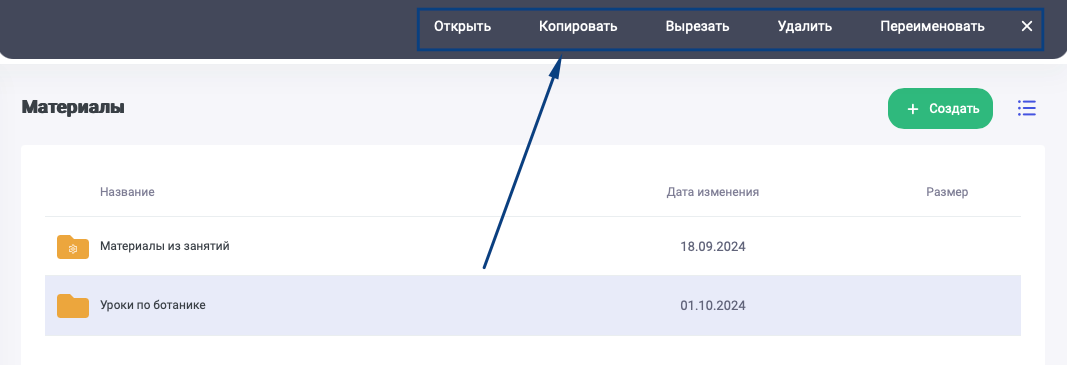 Открыть Копировать Вырезать Удалить Переименовать
Материалы
+ Создать
Название Дата изменения Размер
Материалы из занятий 18.09.2024
Уроки по ботанике 01.10.2024